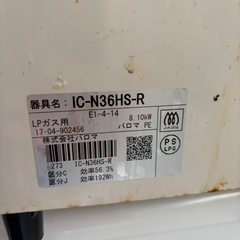 器具名: IC-N36HS-R
E1-4-14
LPガス用 8.10kW
17-04-902456 パロマ PE
株式会社パロマ
273 IC-N36HS-R
区分C 効率56.3%
区分J 効率192Wh
PS
LPG